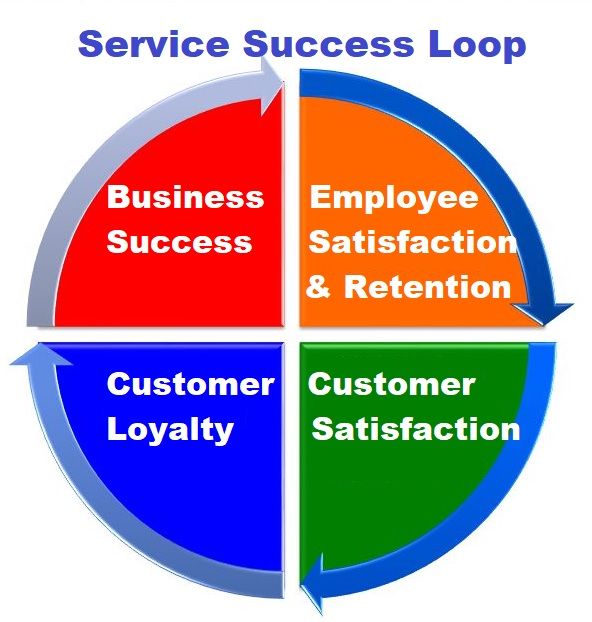 Service Success Loop
Business
Success
Employee
Satisfaction
& Retention
Customer
Loyalty
Customer
Satisfaction